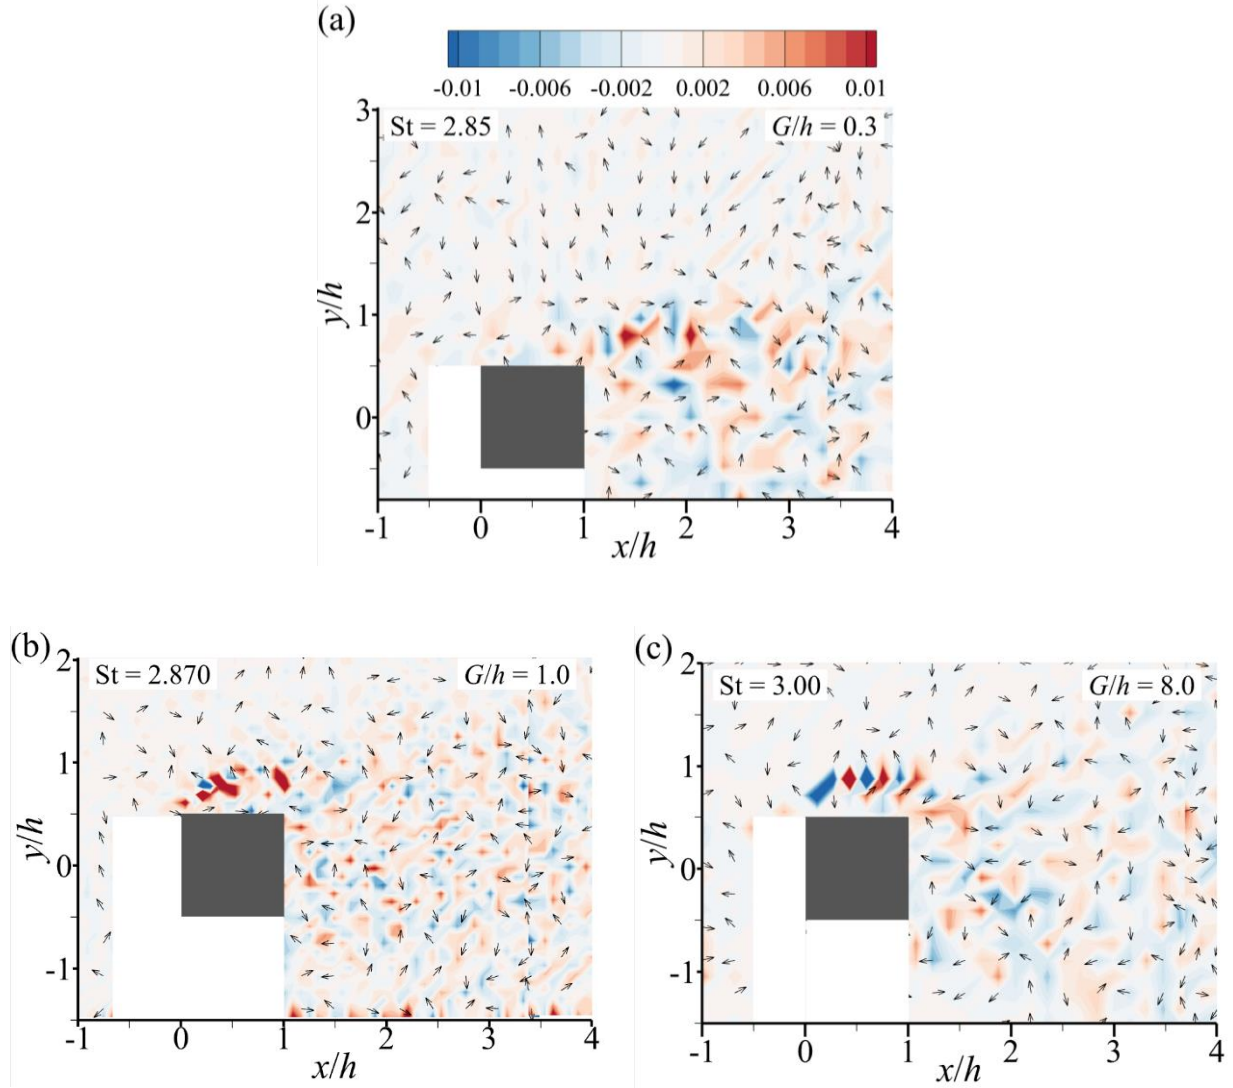 (a)
-0.01 -0.006 -0.002 0.002 0.006 0.01
St = 2.85 G/h = 0.3
3
2
1
0
y/h
-1 0 1 2 3 4
x/h
(b)
St = 2.870 G/h = 1.0
2
1
0
-1
y/h
-1 0 1 2 3 4
x/h
(c)
St = 3.00 G/h = 8.0
2
1
0
-1
y/h
-1 0 1 2 3 4
x/h